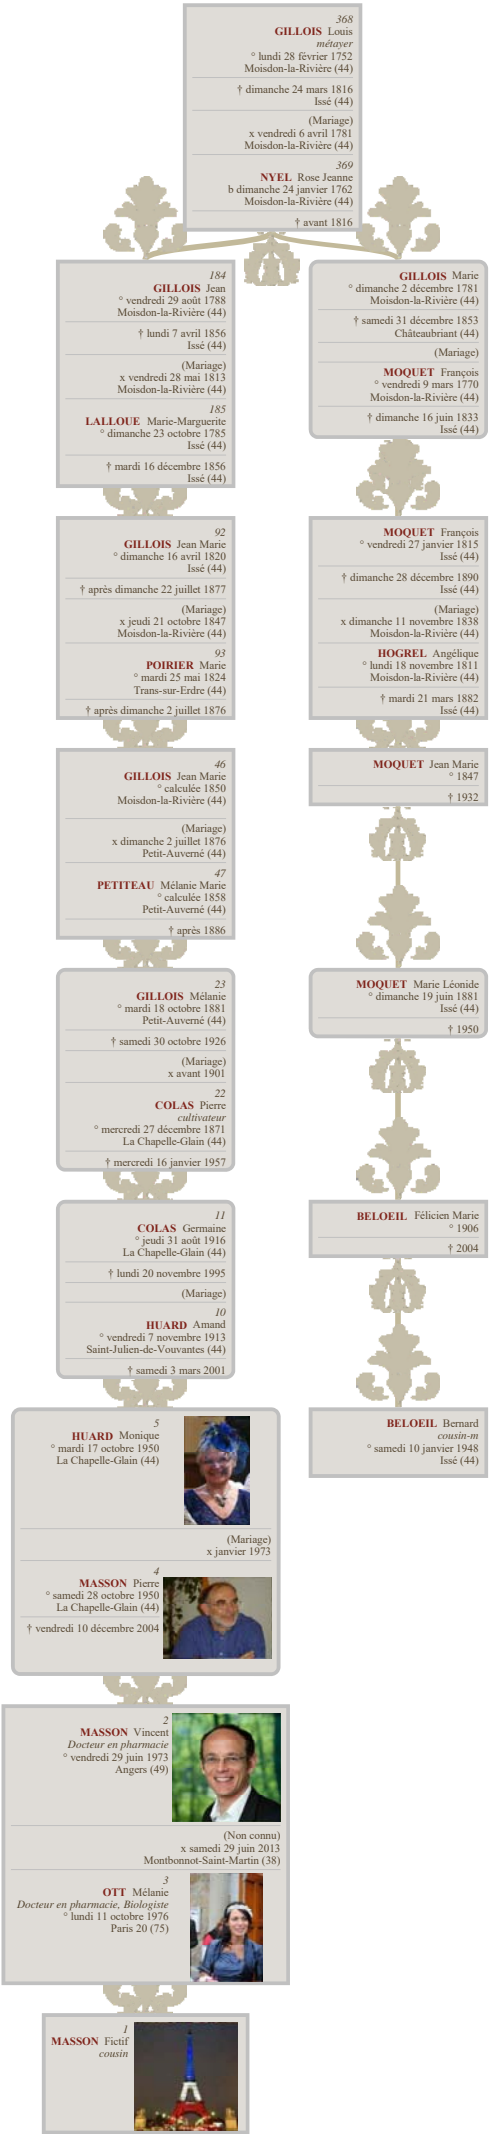 368
GILLOIS Louis
métayer
° lundi 28 février 1752
Moisdon-la-Rivière (44)
† dimanche 24 mars 1816
Issé (44)
(Mariage)
x vendredi 6 avril 1781
Moisdon-la-Rivière (44)
369
NYEL Rose Jeanne
b dimanche 24 janvier 1762
Moisdon-la-Rivière (44)
† avant 1816
184
GILLOIS Jean
° vendredi 29 août 1788
Moisdon-la-Rivière (44)
† lundi 7 avril 1856
Issé (44)
(Mariage)
x vendredi 28 mai 1813
Moisdon-la-Rivière (44)
185
LALLOUE Marie-Marguerite
° dimanche 23 octobre 1785
Issé (44)
† mardi 16 décembre 1856
Issé (44)
GILLOIS Marie
° dimanche 2 décembre 1781
Moisdon-la-Rivière (44)
† samedi 31 décembre 1853
Châteaubriant (44)
(Mariage)
MOQUET François
° vendredi 9 mars 1770
Moisdon-la-Rivière (44)
† dimanche 16 juin 1833
Issé (44)
92
GILLOIS Jean Marie
° dimanche 16 avril 1820
Issé (44)
† après dimanche 22 juillet 1877
(Mariage)
x jeudi 21 octobre 1847
Moisdon-la-Rivière (44)
93
POIRIER Marie
° mardi 25 mai 1824
Trans-sur-Erdre (44)
† après dimanche 2 juillet 1876
MOQUET François
° vendredi 27 janvier 1815
Issé (44)
† dimanche 28 décembre 1890
Issé (44)
(Mariage)
x dimanche 11 novembre 1838
Moisdon-la-Rivière (44)
HOGREL Angélique
° lundi 18 novembre 1811
Moisdon-la-Rivière (44)
† mardi 21 mars 1882
Issé (44)
46
GILLOIS Jean Marie
° calculée 1850
Moisdon-la-Rivière (44)
(Mariage)
x dimanche 2 juillet 1876
Petit-Auverné (44)
47
PETITEAU Mélanie Marie
° calculée 1858
Petit-Auverné (44)
† après 1886
MOQUET Jean Marie
° 1847
† 1932
23
GILLOIS Mélanie
° mardi 18 octobre 1881
Petit-Auverné (44)
† samedi 30 octobre 1926
(Mariage)
x avant 1901
22
COLAS Pierre
cultivateur
° mercredi 27 décembre 1871
La Chapelle-Glain (44)
† mercredi 16 janvier 1957
MOQUET Marie Léonide
° dimanche 19 juin 1881
Issé (44)
† 1950
11
COLAS Germaine
° jeudi 31 août 1916
La Chapelle-Glain (44)
† lundi 20 novembre 1995
(Mariage)
10
HUARD Amand
° vendredi 7 novembre 1913
Saint-Julien-de-Vouvantes (44)
† samedi 3 mars 2001
BELOEIL Félicien Marie
° 1906
† 2004
5
HUARD Monique
° mardi 17 octobre 1950
La Chapelle-Glain (44)
(Mariage)
x janvier 1973
4
MASSON Pierre
° samedi 28 octobre 1950
La Chapelle-Glain (44)
† vendredi 10 décembre 2004
BELOEIL Bernard
cousin-m
° samedi 10 janvier 1948
Issé (44)
2
MASSON Vincent
Docteur en pharmacie
° vendredi 29 juin 1973
Angers (49)
(Non connu)
x samedi 29 juin 2013
Montbonnot-Saint-Martin (38)
3
OTT Mélanie
Docteur en pharmacie, Biologiste
° lundi 11 octobre 1976
Paris 20 (75)
1
MASSON Fictif
cousin